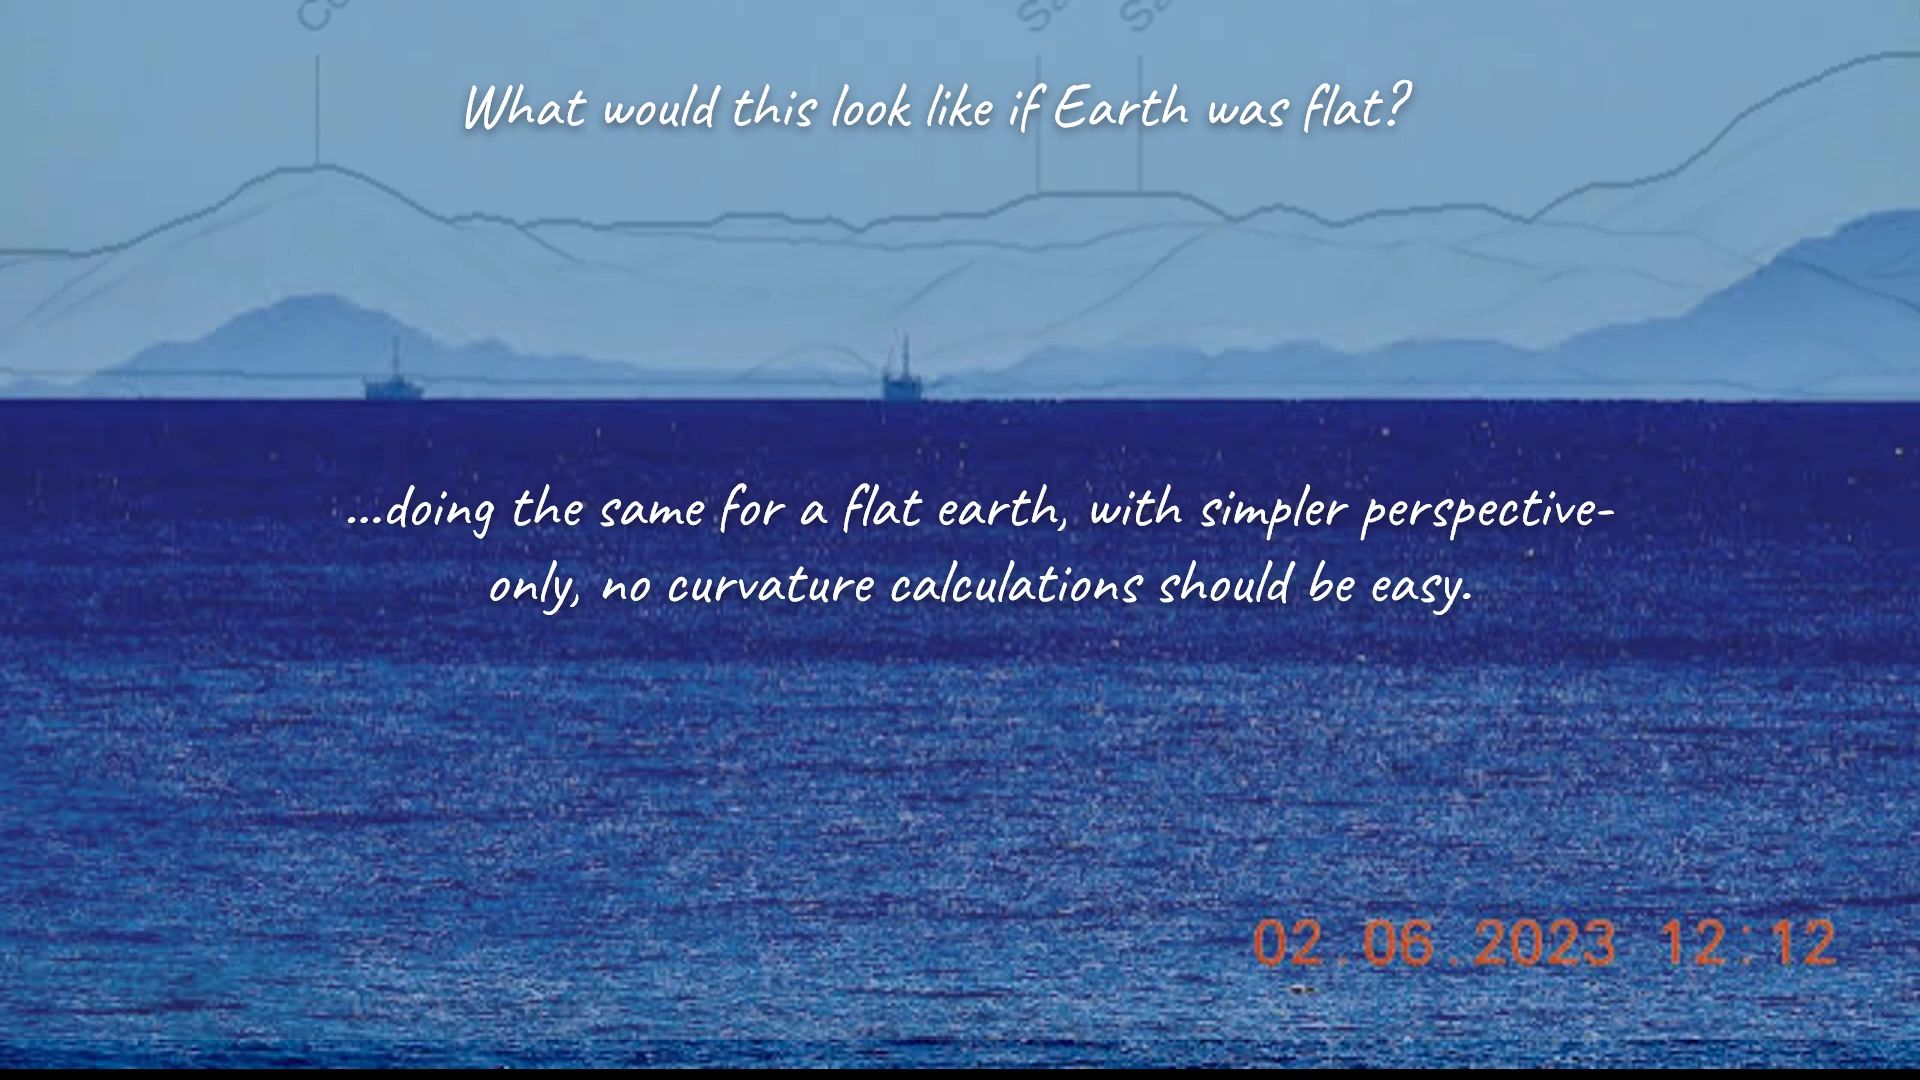 What would this look like if Earth was flat?
...doing the same for a flat earth, with simpler perspective-
only, no curvature calculations should be easy.
02.06.2023 12:12